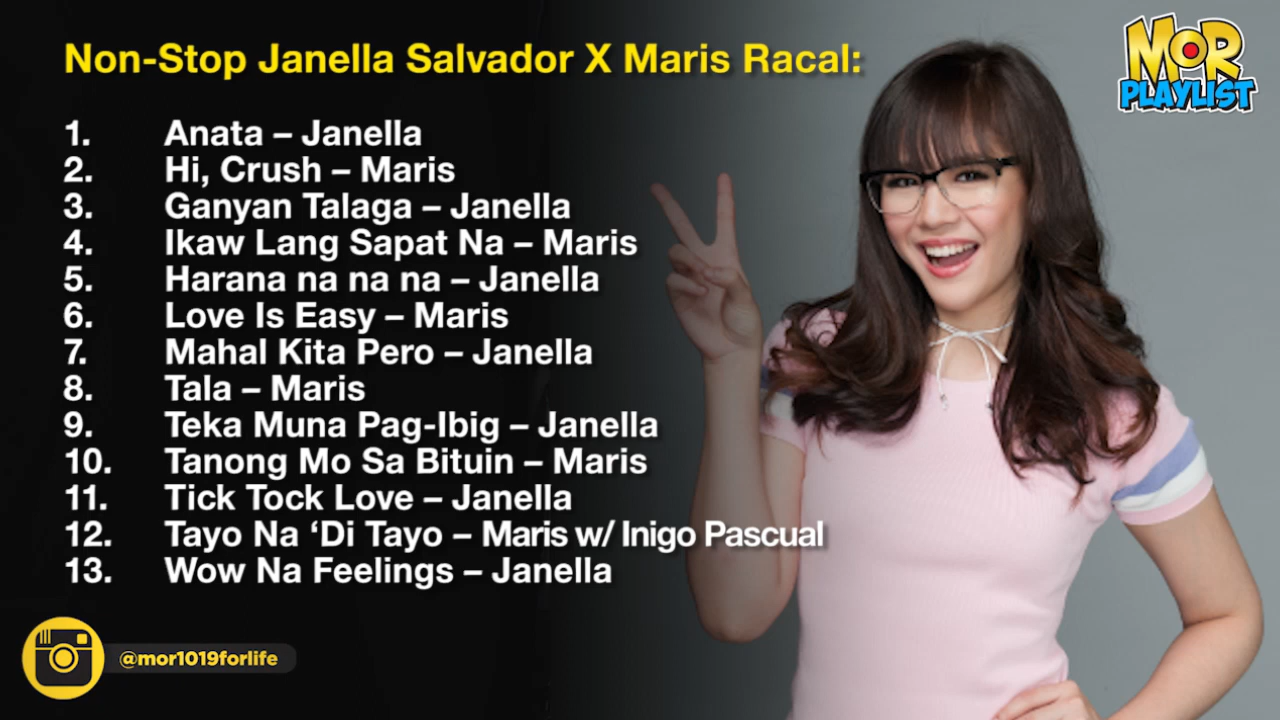 Non-Stop Janella Salvador X Maris Racal:
MOR
PLAYLIST
1. Anata – Janella
2. Hi, Crush – Maris
3. Ganyan Talaga – Janella
4. Ikaw Lang Sapat Na – Maris
5. Harana na na na – Janella
6. Love Is Easy – Maris
7. Mahal Kita Pero – Janella
8. Tala – Maris
9. Teka Muna Pag-Ibig – Janella
10. Tanong Mo Sa Bituin – Maris
11. Tick Tock Love – Janella
12. Tayo Na ‘Di Tayo – Maris w/ Inigo Pascual
13. Wow Na Feelings – Janella
@mor1019forlife